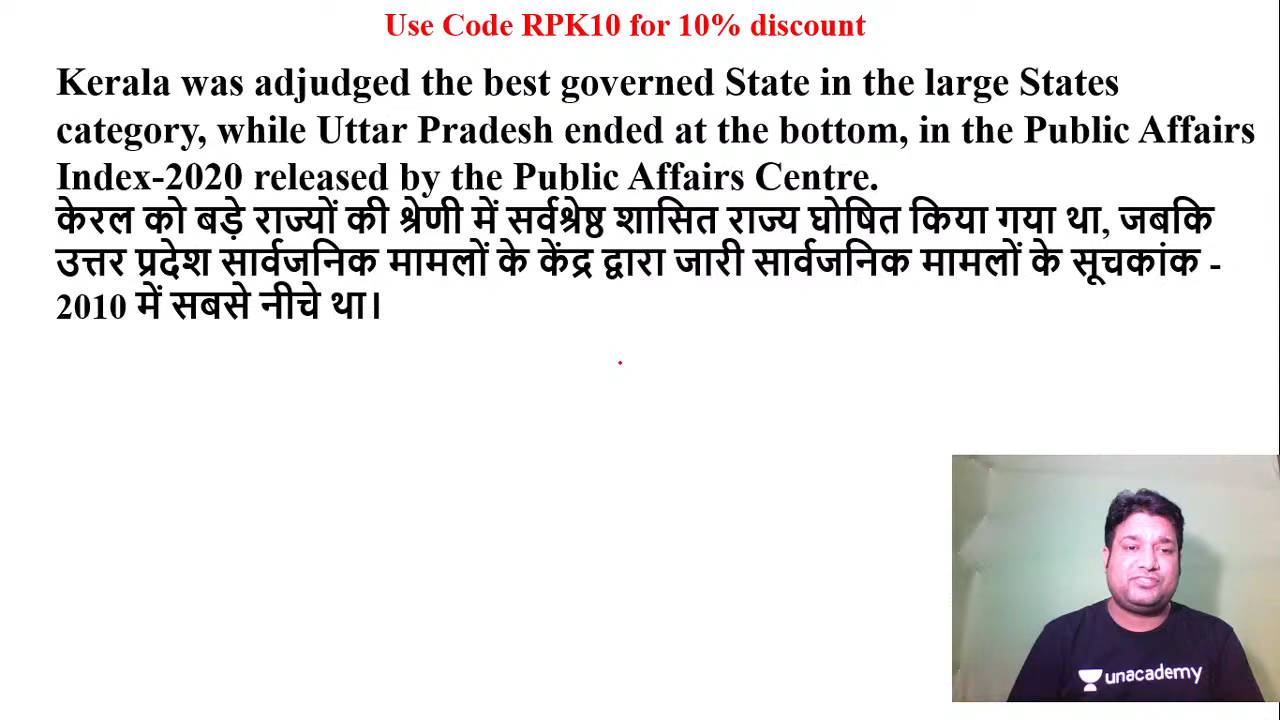 Use Code RPK10 for 10% discount
Kerala was adjudged the best governed State in the large States
category, while Uttar Pradesh ended at the bottom, in the Public Affairs
Index-2020 released by the Public Affairs Centre.
केरल को बड़े राज्यों की श्रेणी में सर्वश्रेष्ठ शासित राज्य घोषित किया गया था, जबकि
उत्तर प्रदेश सार्वजनिक मामलों के केंद्र द्वारा जारी सार्वजनिक मामलों के सूचकांक -
2010 में सबसे नीचे था।
unacademy